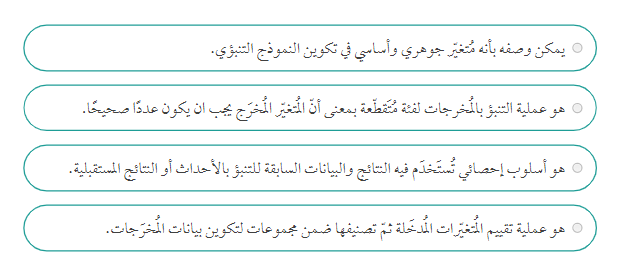 يمكن وصفه بأنه مُتغيّر جوهري وأساسي في تكوين النموذج التنبؤي.
هو عملية التنبؤ بالمُخرجات لفئة مُتَقطّعة بمعنى أنّ المُتغيّر المُخرَج يجب ان يكون عددًا صحيحًا.
هو أسلوب إحصائي تُستَخدَم فيه النتائج والبيانات السابقة للتنبؤ بالأحداث أو النتائج المستقبلية.
هو عملية تقييم المُتغيّرات المُدخَلة ثمّ تصنيفها ضمن مجموعات لتكوين بيانات المُخرَجات.